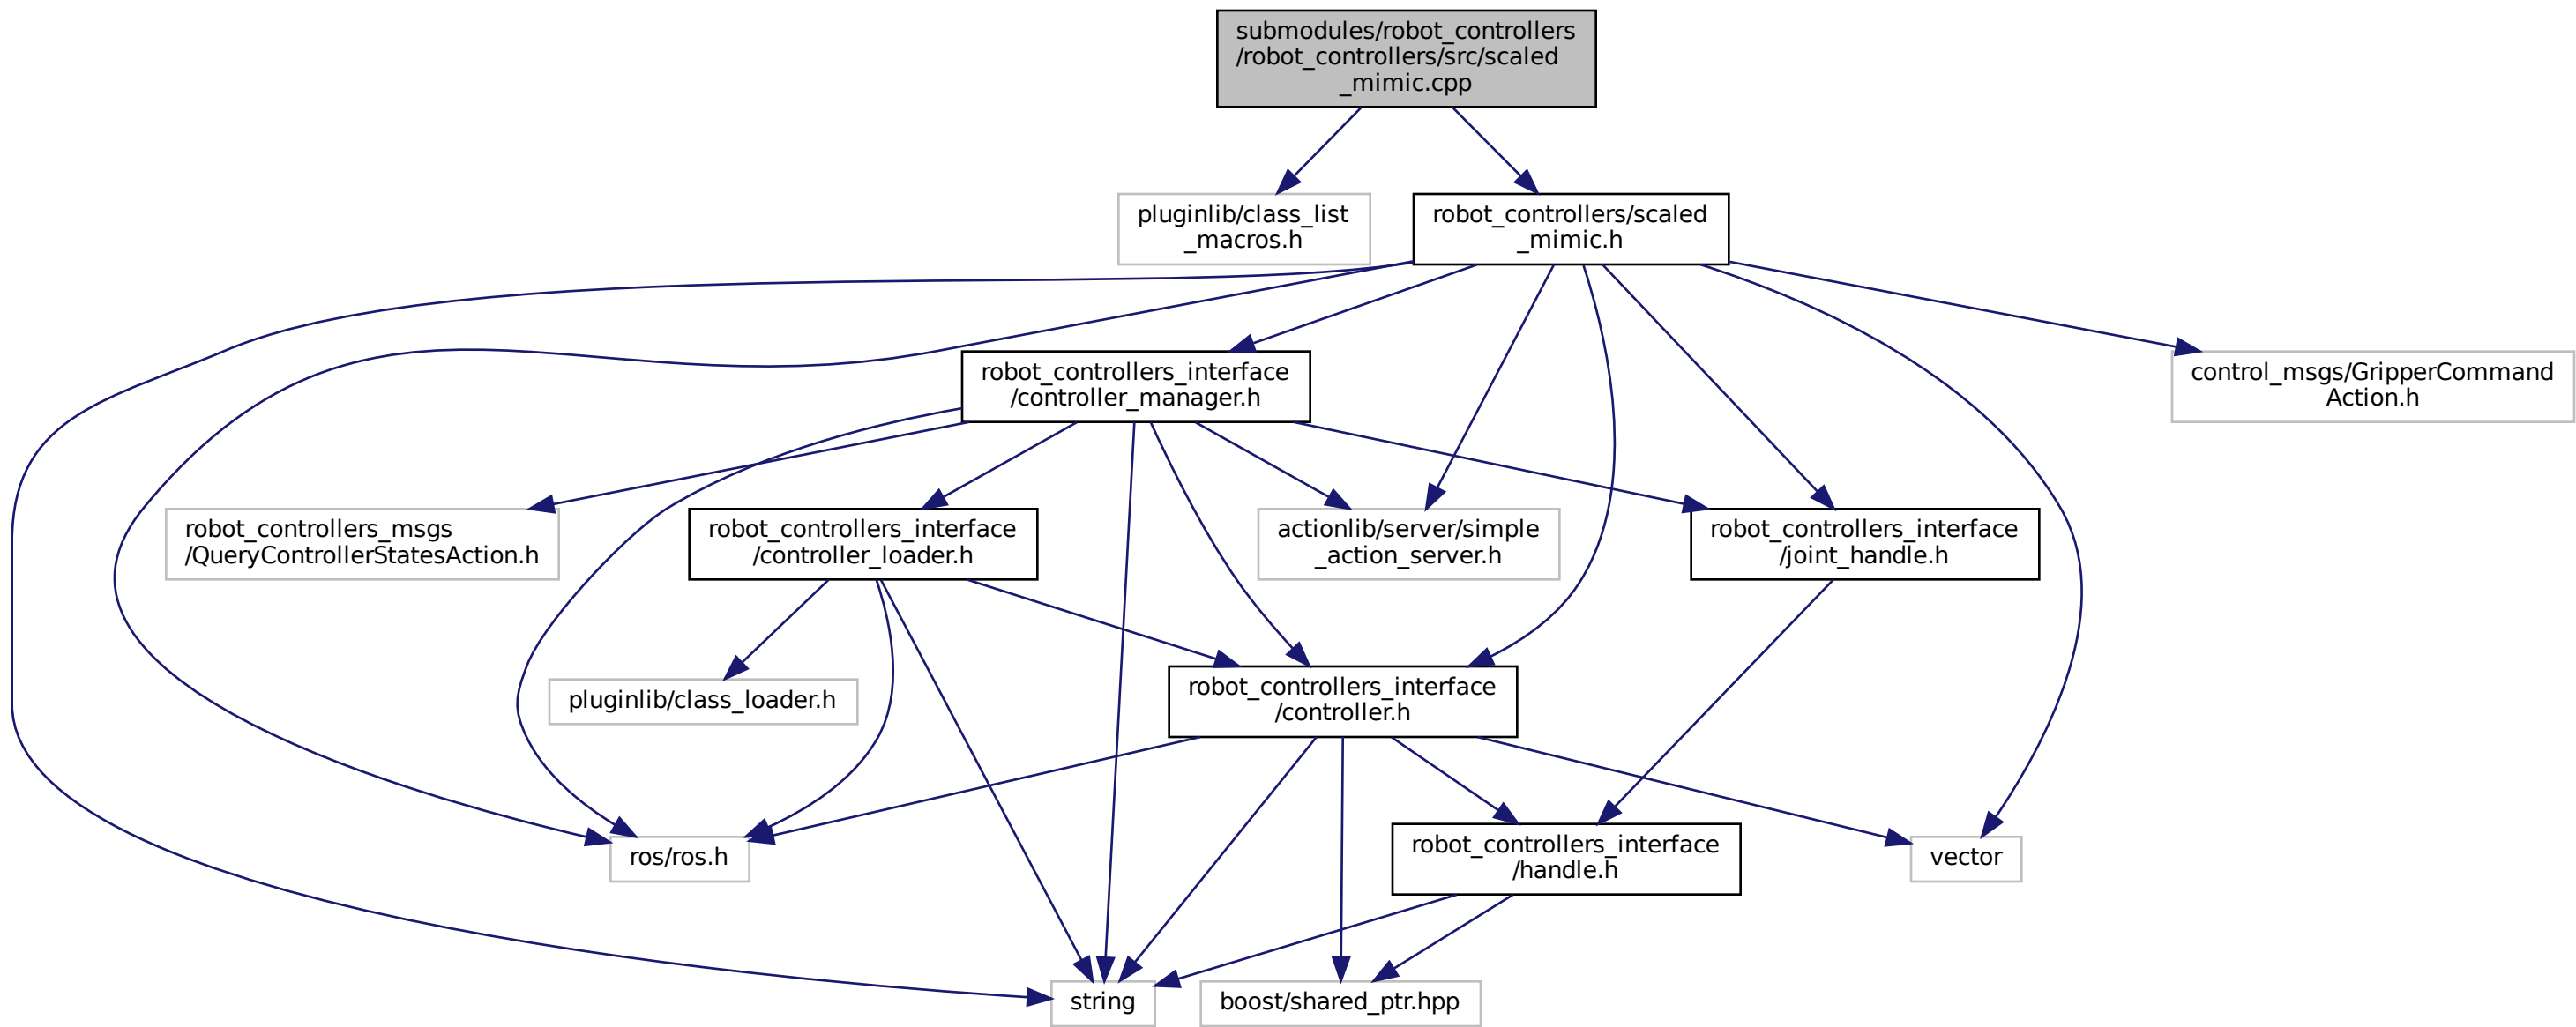 submodules/robot_controllers
/robot_controllers/src/scaled
_mimic.cpp
pluginlib/class_list
_macros.h
robot_controllers/scaled
_mimic.h
robot_controllers_interface
/controller_manager.h
control_msgs/GripperCommand
Action.h
robot_controllers_msgs
/QueryControllerStatesAction.h
robot_controllers_interface
/controller_loader.h
actionlib/server/simple
_action_server.h
robot_controllers_interface
/joint_handle.h
pluginlib/class_loader.h
robot_controllers_interface
/controller.h
ros/ros.h
robot_controllers_interface
/handle.h
vector
string
boost/shared_ptr.hpp